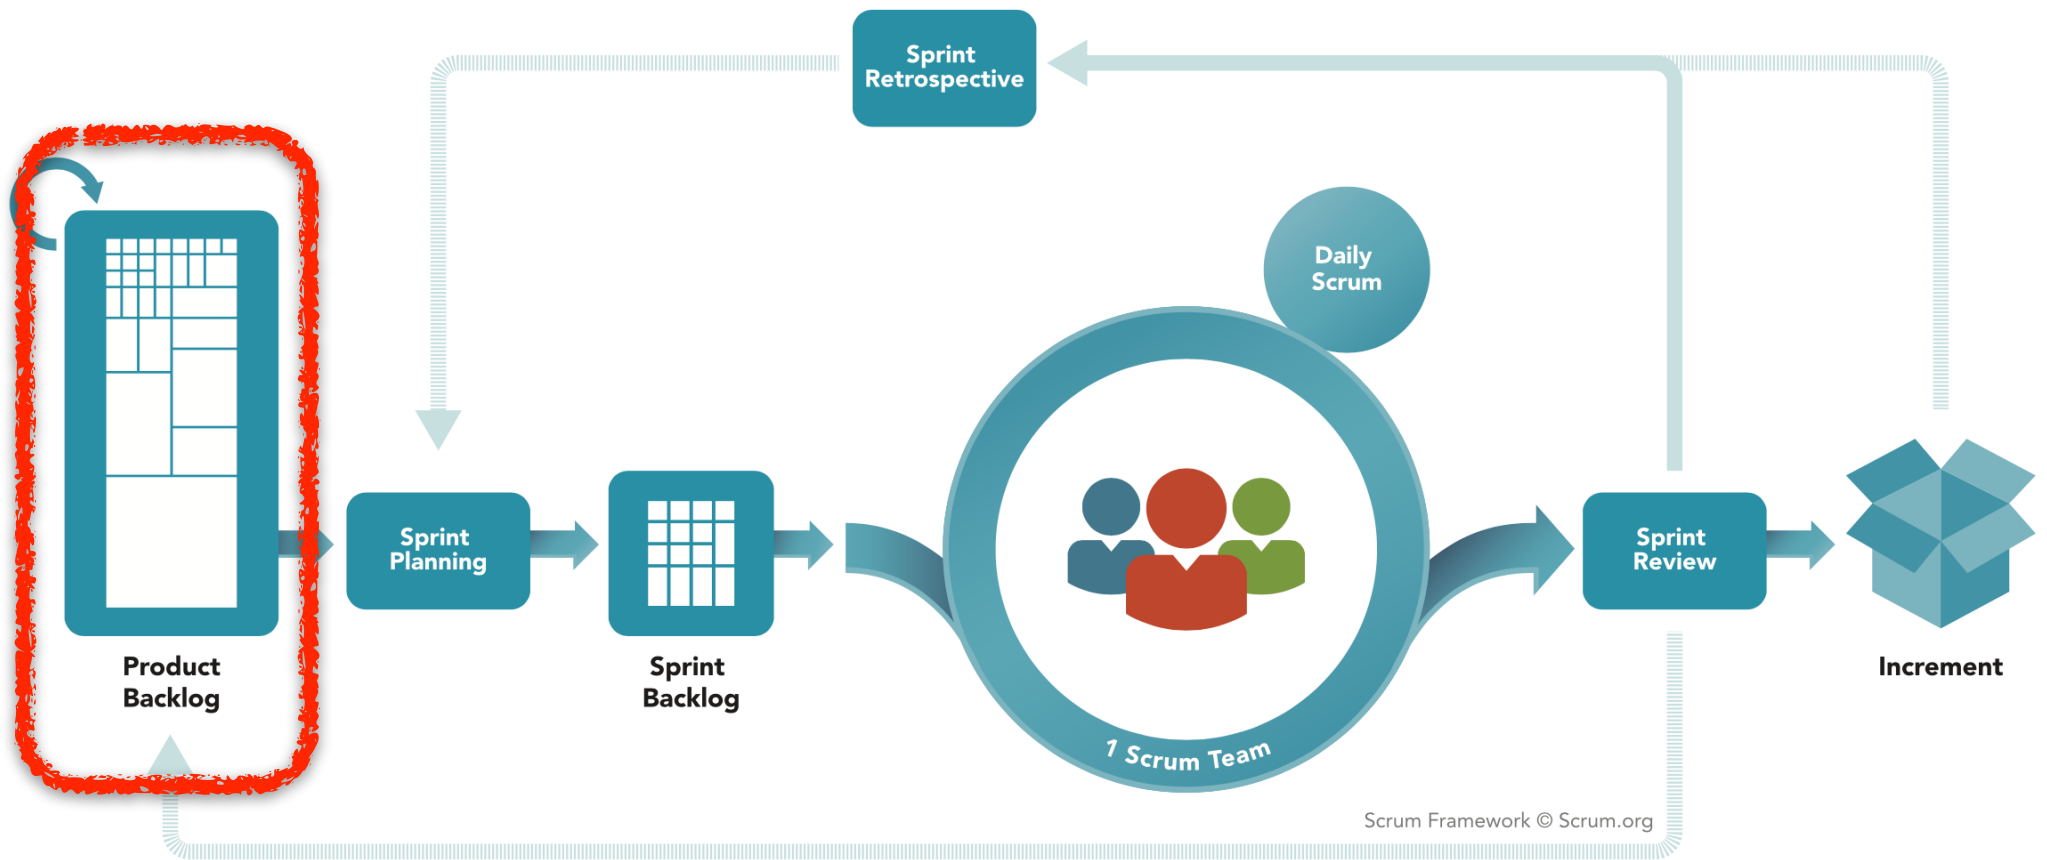 Sprint
Retrospective
Daily
Scrum
Sprint
Planning
Sprint
Review
Product
Backlog
Sprint
Backlog
Increment
1 Scrum Team
Scrum Framework © Scrum.org